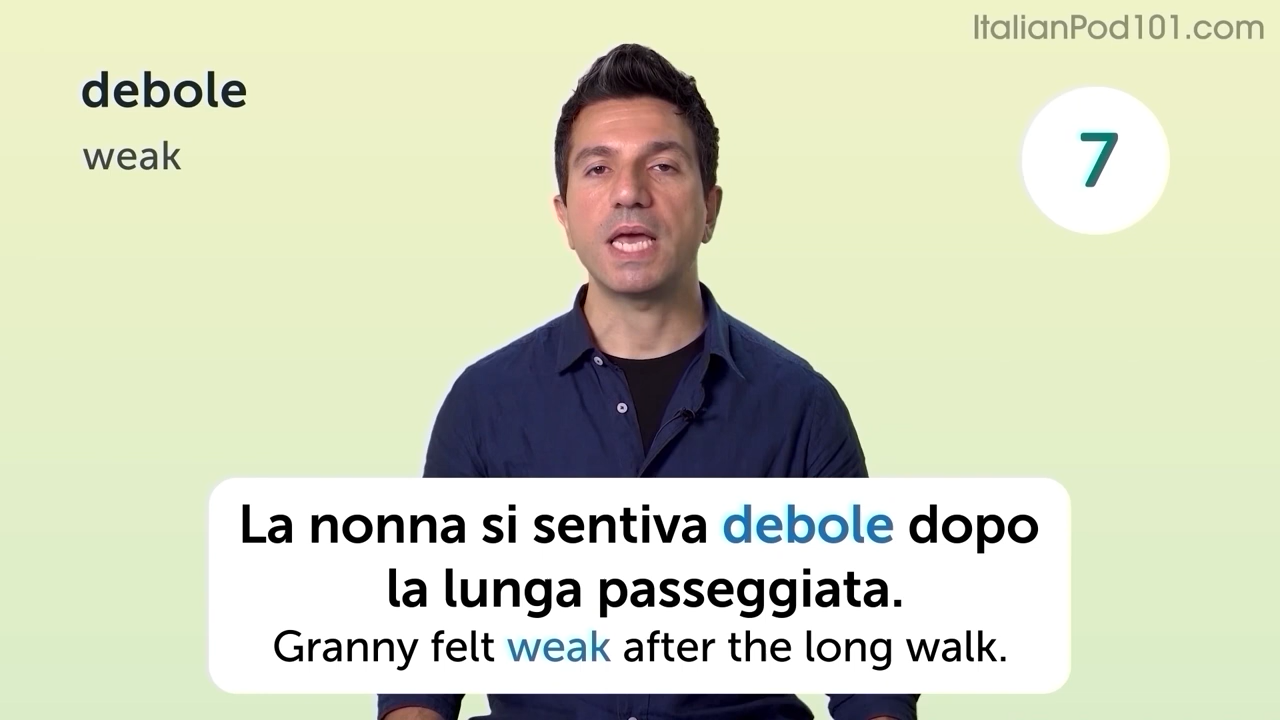 ItalianPod101.com
debole
weak
7
La nonna si sentiva debole dopo
la lunga passeggiata.
Granny felt weak after the long walk.